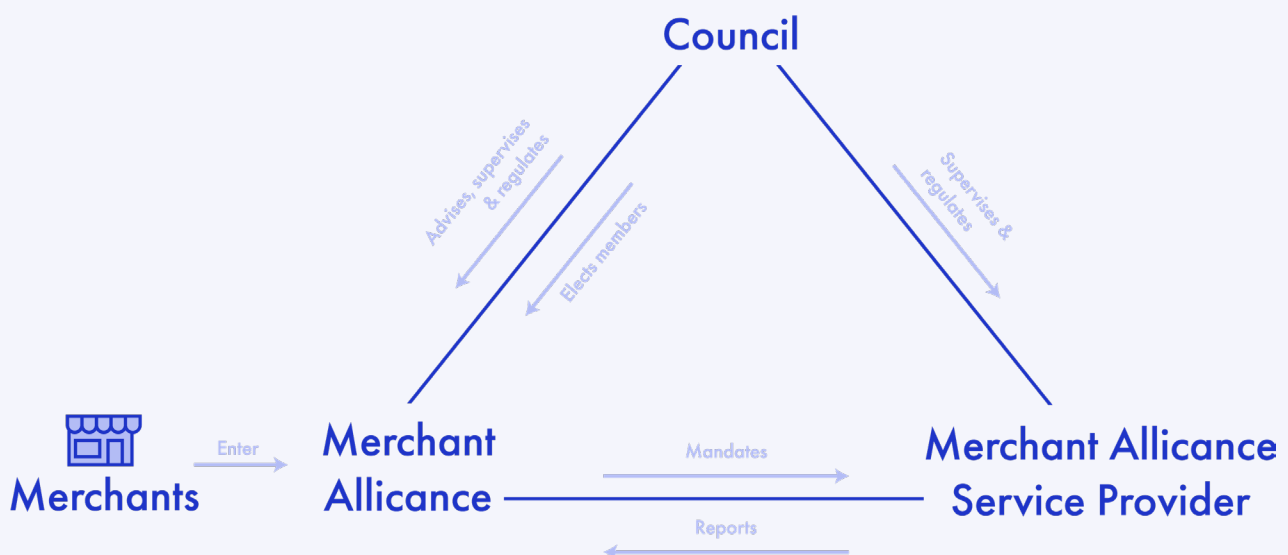 Council
Advises, supervises
& regulates
Elects members
Supervises &
regulates
Merchants
Enter
Merchant
Allicance
Mandates
Reports
Merchant Allicance
Service Provider